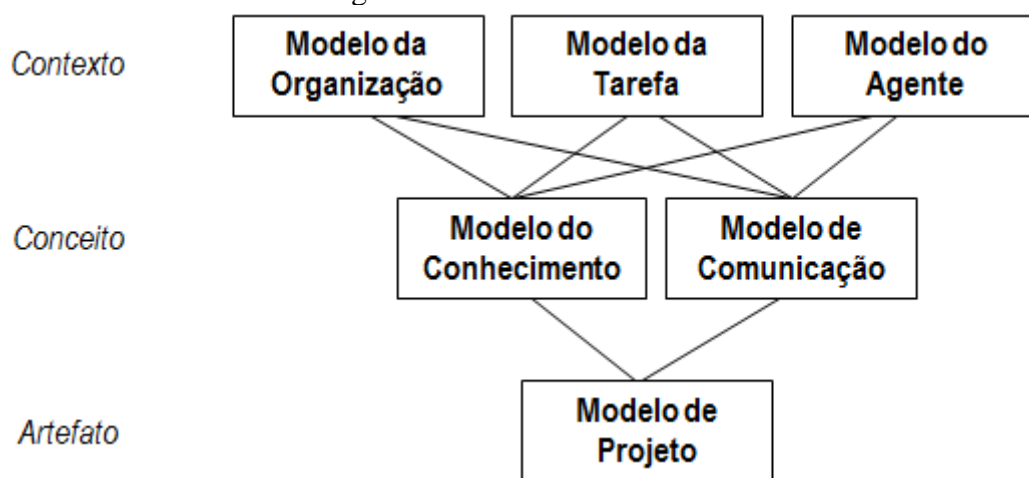 Contexto
Modelo da
Organização
Modelo da
Tarefa
Modelo do
Agente
Conceito
Modelo do
Conhecimento
Modelo de
Comunicação
Artefato
Modelo de
Projeto